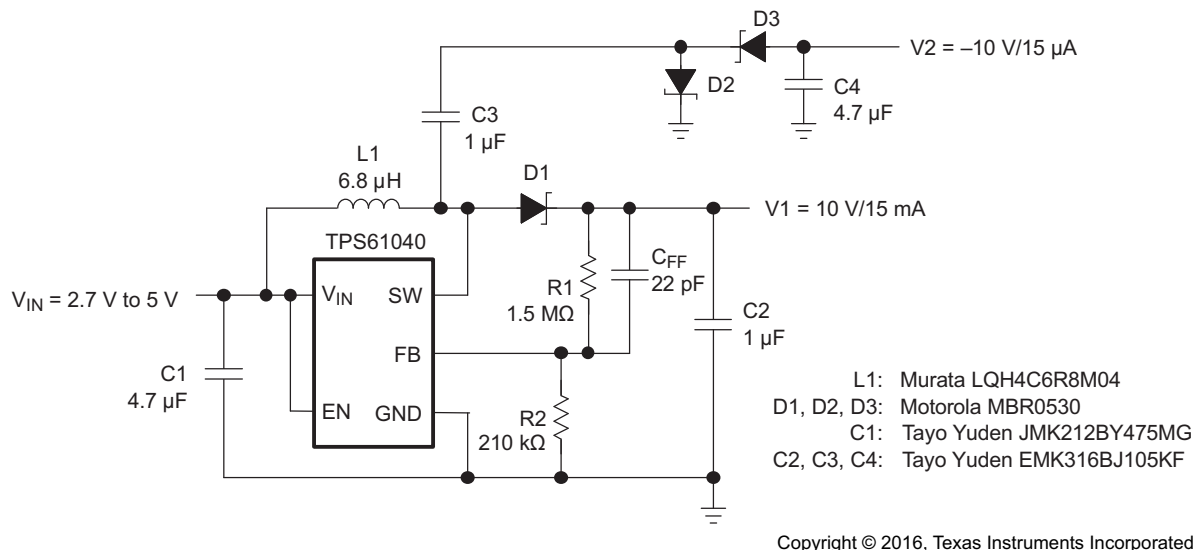 D3
V2 = –10 V/15 µA
D2
C4
4.7 µF
C3
1 µF
L1
6.8 µH
D1
V1 = 10 V/15 mA
TPS61040
VIN = 2.7 V to 5 V
VIN
SW
R1
1.5 MΩ
CFF
22 pF
C2
1 µF
FB
C1
4.7 µF
EN
GND
R2
210 kΩ
L1: Murata LQH4C6R8M04
D1, D2, D3: Motorola MBR0530
C1: Tayo Yuden JMK212BY475MG
C2, C3, C4: Tayo Yuden EMK316BJ105KF
Copyright © 2016, Texas Instruments Incorporated